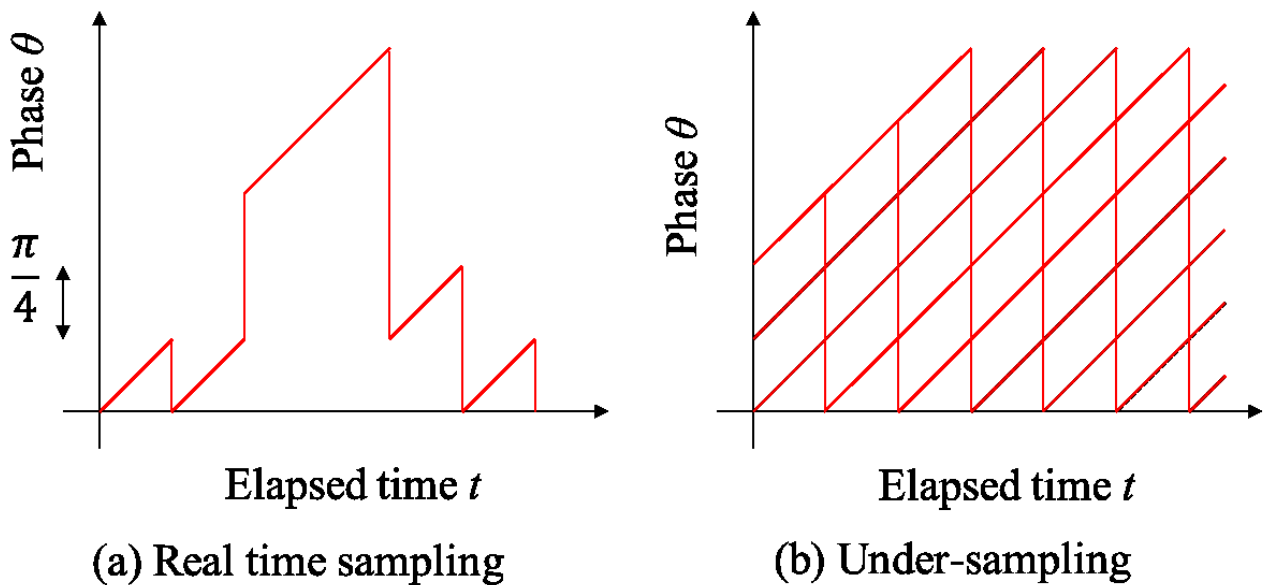 Phase θ
π
4
Elapsed time t
(a) Real time sampling
Phase θ
Elapsed time t
(b) Under-sampling